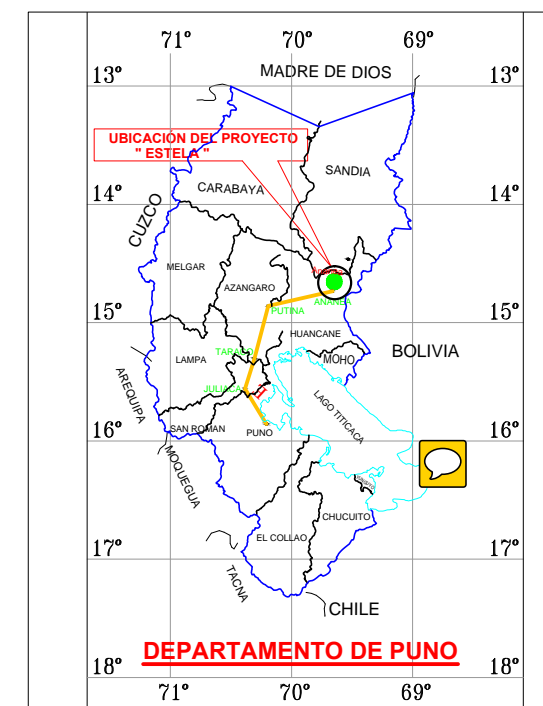 71° 70° 69°
MADRE DE DIOS
13° 13°
UBICACIÓN DEL PROYECTO
" ESTELA "
SANDIA
CARABAYA
14° 14°
CUZCO
MELGAR
AZANGARO
ANANEA
PUTINA
15° 15°
HUANCANE
TARACO
MOHO
BOLIVIA
LAMPA
JULIACA
AREQUIPA
LAGO TITICACA
SAN ROMAN
PUNO
16° 16°
MOQUEGUA
CHUCUITO
EL COLLAO
17° 17°
TACNA
CHILE
DEPARTAMENTO DE PUNO
18° 18°
71° 70° 69°